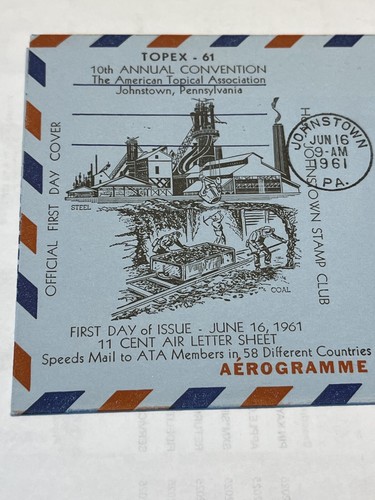 TOPEX - 61
10th ANNUAL CONVENTION
The American Topical Association
Johnstown, Pennsylvania
OFFICIAL FIRST DAY COVER
JOHNSTOWN
JUN 16
9-AM
1961
PA.
JOHNSTOWN STAMP CLUB
STEEL
COAL
FIRST DAY of ISSUE - JUNE 16, 1961
11 CENT AIR LETTER SHEET
Speeds Mail to ATA Members in 58 Different Countries
AEROGRAMME